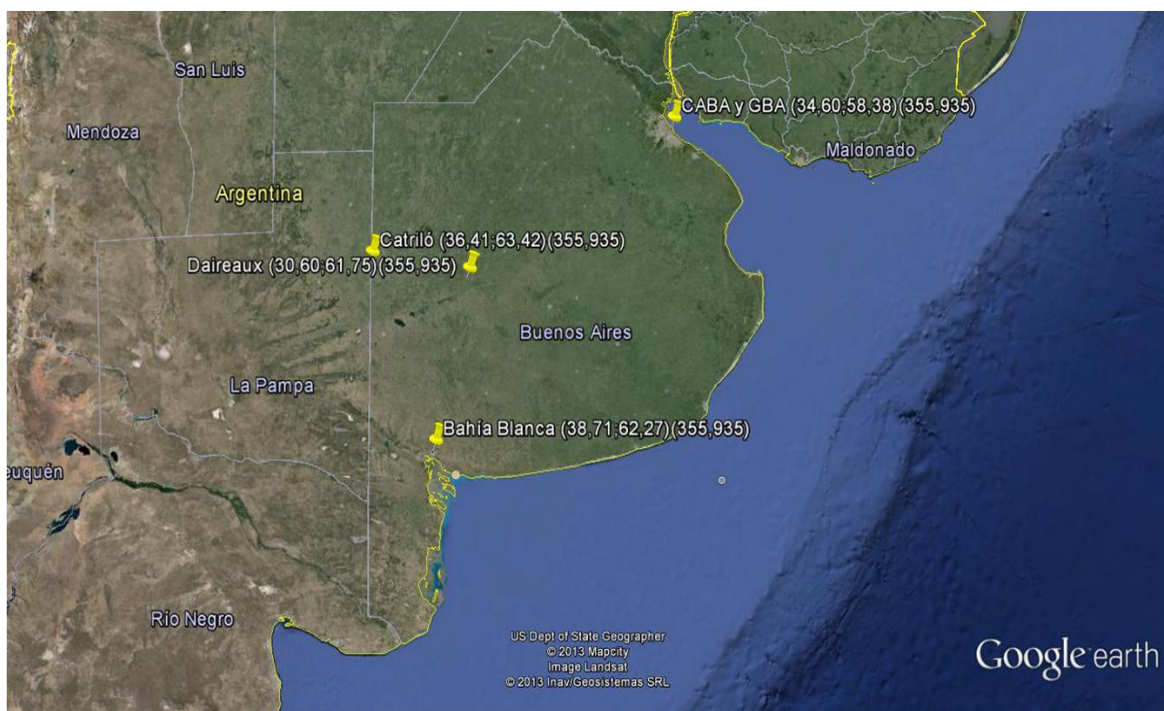 San Luis
CABA y GBA (34,60;58,38)(355,935)
Mendoza
Maldonado
Argentina
Catriló (36,41;63,42)(355,935)
Daireaux (30,60;61,75)(355,935)
Buenos Aires
La Pampa
Bahía Blanca (38,71;62,27)(355,935)
euquén
Río Negro
US Dept of State Geographer
© 2013 Mapcity
Image Landsat
© 2013 Inav/Geosistemas SRL
Google earth